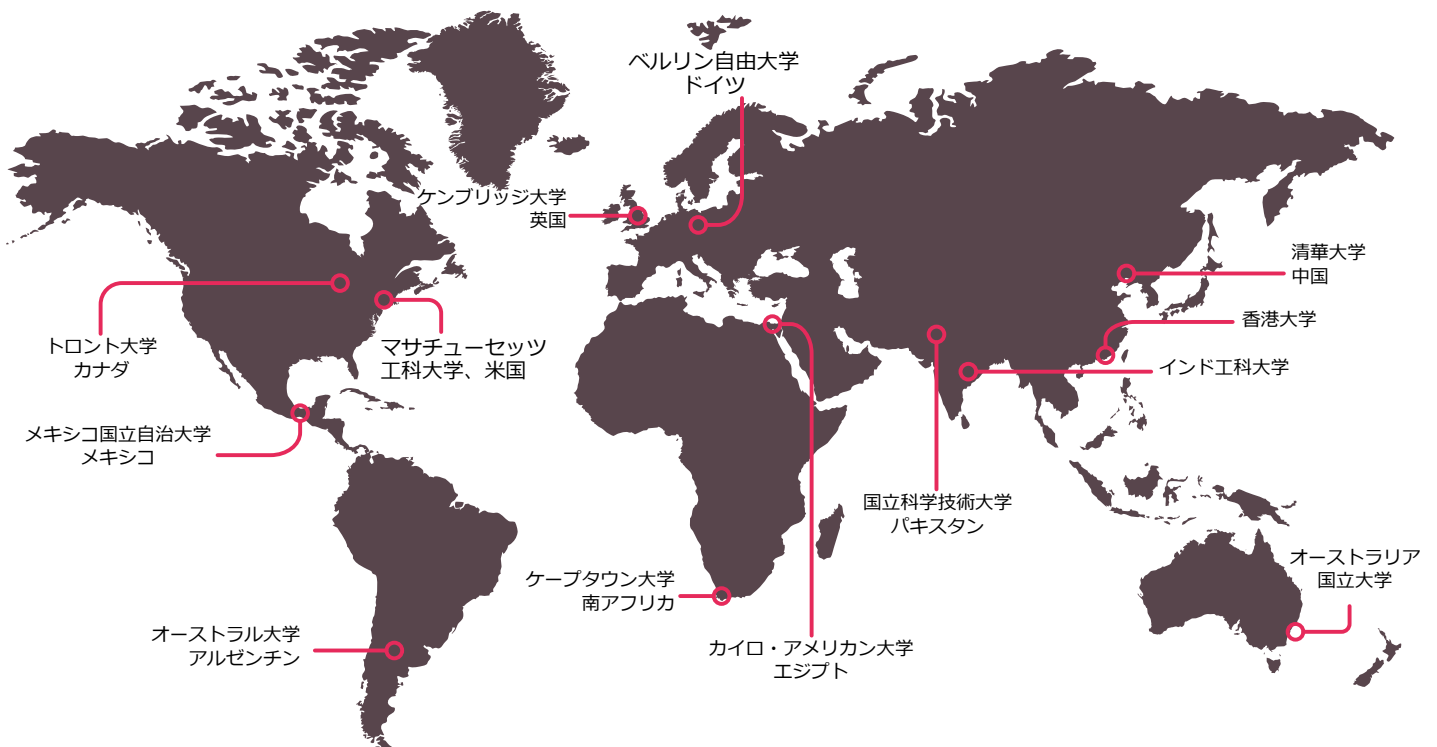 ベルリン自由大学
ドイツ
ケンブリッジ大学
英国
清華大学
中国
香港大学
インド工科大学
トロント大学
カナダ
マサチューセッツ
工科大学、米国
メキシコ国立自治大学
メキシコ
国立科学技術大学
パキスタン
オーストラリア
国立大学
ケープタウン大学
南アフリカ
オーストラル大学
アルゼンチン
カイロ・アメリカン大学
エジプト